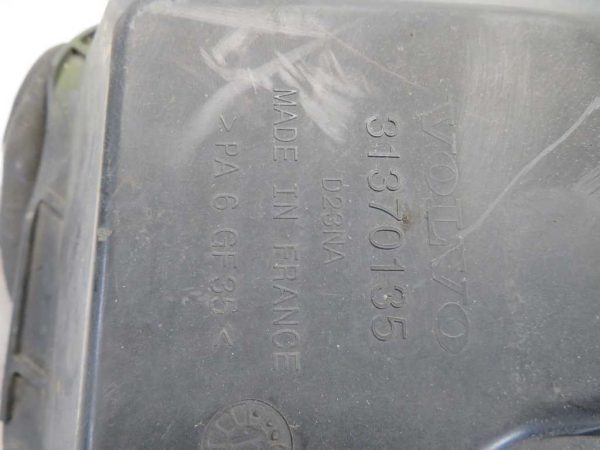 VOLVO
31370135
D23NA
MADE IN FRANCE
> PA 6 GF35 <